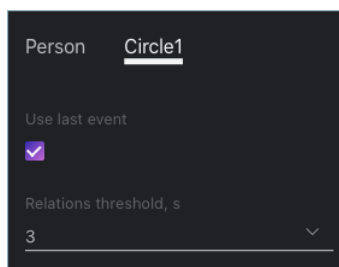 Person Circle1
Use last event
Relations threshold, s
3